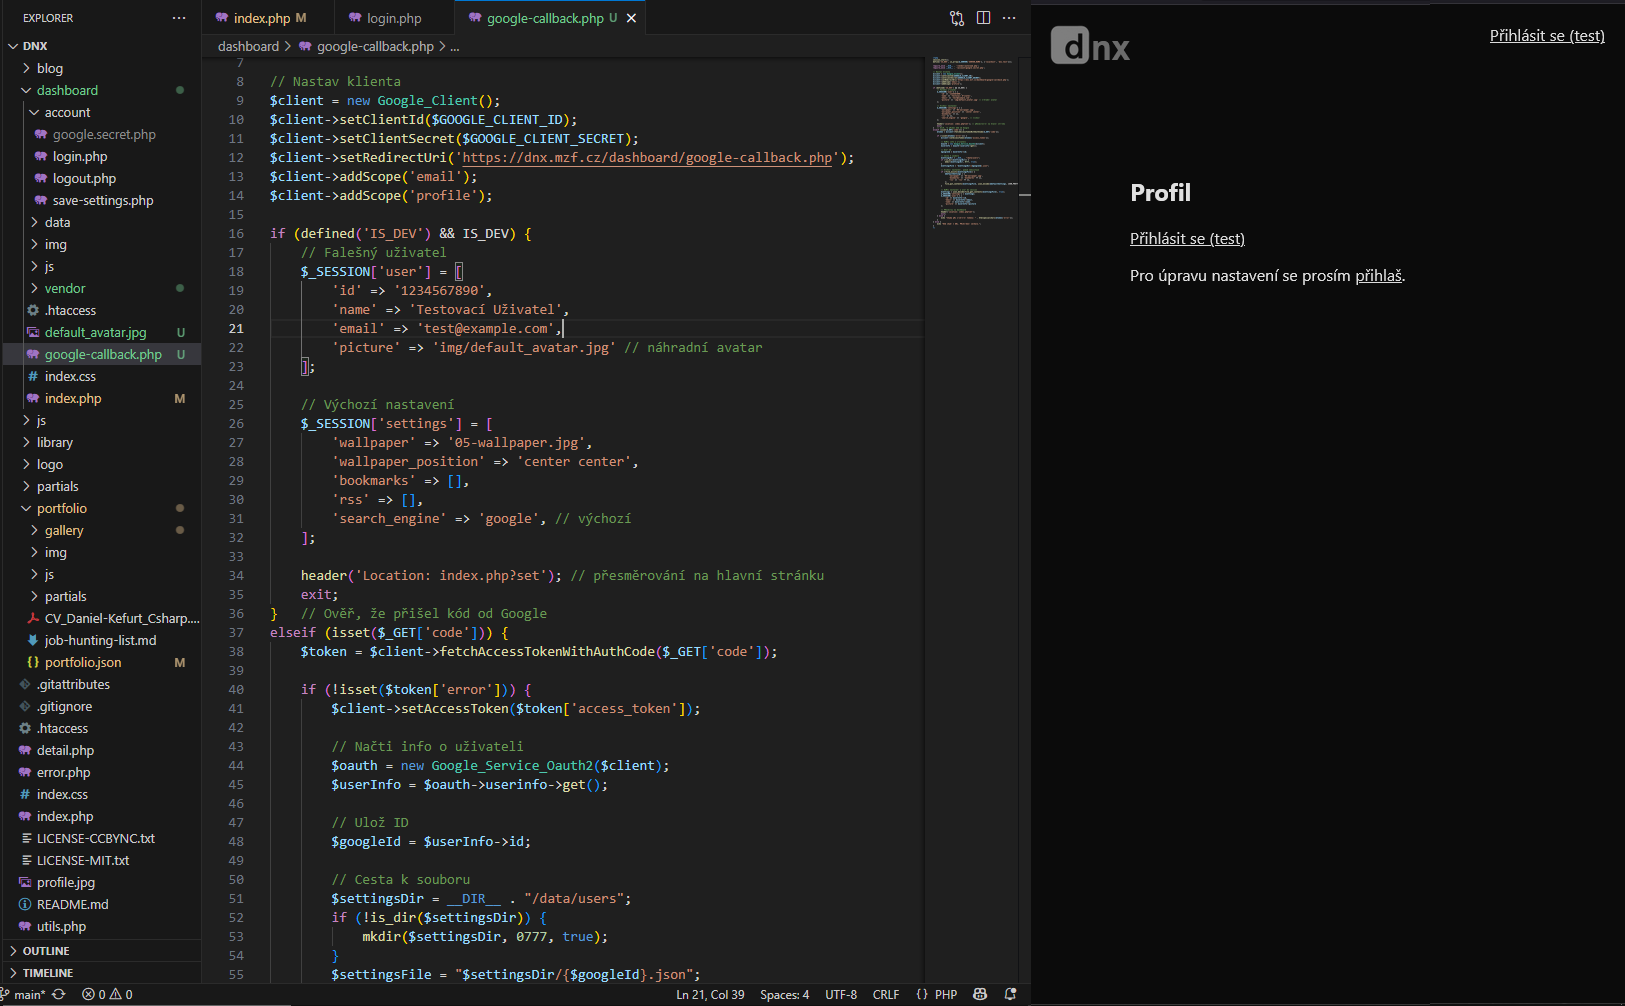 EXPLORER
DNX
blog
dashboard
account
google.secret.php
login.php
logout.php
save-settings.php
data
img
js
vendor
.htaccess
default_avatar.jpg U
google-callback.php U
index.css
index.php M
js
library
logo
partials
portfolio
gallery
img
js
partials
CV_Daniel-Kefurt_Csharp....
job-hunting-list.md
portfolio.json M
.gitattributes
.gitignore
.htaccess
detail.php
error.php
index.css
index.php
LICENSE-CCBYNC.txt
LICENSE-MIT.txt
profile.jpg
README.md
utils.php
OUTLINE
TIMELINE
index.php M
login.php
google-callback.php U
dashboard > google-callback.php > ...
7
8 // Nastav klienta
9 $client = new Google_Client();
10 $client->setClientId($GOOGLE_CLIENT_ID);
11 $client->setClientSecret($GOOGLE_CLIENT_SECRET);
12 $client->setRedirectUri('https://dnx.mzf.cz/dashboard/google-callback.php');
13 $client->addScope('email');
14 $client->addScope('profile');
15
16 if (defined('IS_DEV') && IS_DEV) {
17 // Falešný uživatel
18 $_SESSION['user'] = [
19 'id' => '1234567890',
20 'name' => 'Testovací Uživatel',
21 'email' => 'test@example.com',
22 'picture' => 'img/default_avatar.jpg' // náhradní avatar
23 ];
24
25 // Výchozí nastavení
26 $_SESSION['settings'] = [
27 'wallpaper' => '05-wallpaper.jpg',
28 'wallpaper_position' => 'center center',
29 'bookmarks' => [],
30 'rss' => [],
31 'search_engine' => 'google', // výchozí
32 ];
33
34 header('Location: index.php?set'); // přesměrování na hlavní stránku
35 exit;
36 } // Ověř, že přišel kód od Google
37 elseif (isset($_GET['code'])) {
38 $token = $client->fetchAccessTokenWithAuthCode($_GET['code']);
39
40 if (!isset($token['error'])) {
41 $client->setAccessToken($token['access_token']);
42
43 // Načti info o uživateli
44 $oauth = new Google_Service_Oauth2($client);
45 $userInfo = $oauth->userinfo->get();
46
47 // Ulož ID
48 $googleId = $userInfo->id;
49
50 // Cesta k souboru
51 $settingsDir = __DIR__ . "/data/users";
52 if (!is_dir($settingsDir)) {
53 mkdir($settingsDir, 0777, true);
54 }
55 $settingsFile = "$settingsDir/{$googleId}.json";
main* 0 0 Ln 21, Col 39 Spaces: 4 UTF-8 CRLF {} PHP
dnx
Přihlásit se (test)
Profil
Přihlásit se (test)
Pro úpravu nastavení se prosím přihlaš.